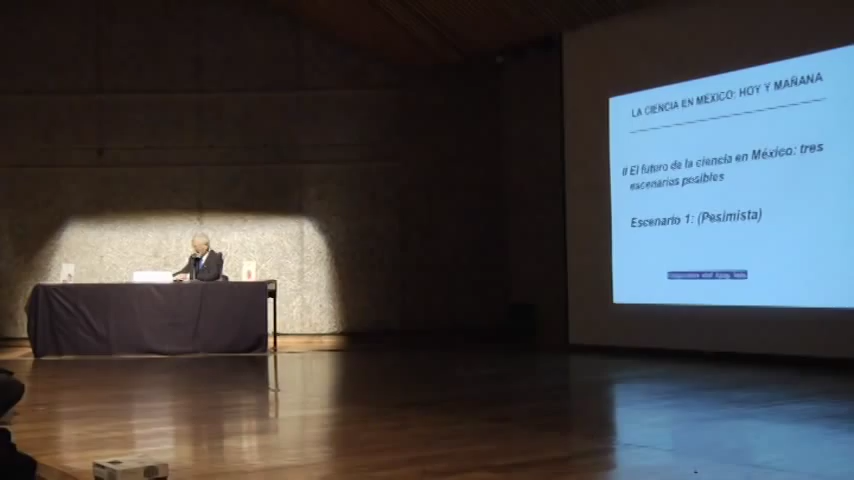 LA CIENCIA EN MÉXICO: HOY Y MAÑANA
II El futuro de la ciencia en México: tres
escenarios posibles
Escenario 1: (Pesimista)